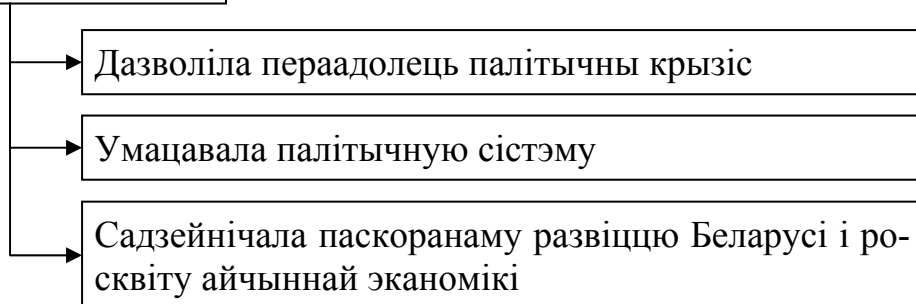 Дазволіла пераадолець палітычны крызіс
Умацавала палітычную сістэму
Садзейнічала паскоранаму развіццю Беларусі і ро-
сквіту айчыннай эканомікі